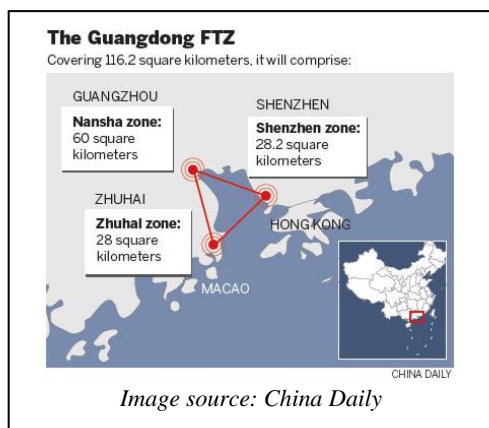 The Guangdong FTZ
Covering 116.2 square kilometers, it will comprise:
GUANGZHOU
Nansha zone:
60 square
kilometers
SHENZHEN
Shenzhen zone:
28.2 square
kilometers
ZHUHAI
Zhuhal zone:
28 square
kilometers
HONG KONG
MACAO
CHINA DAILY
Image source: China Daily